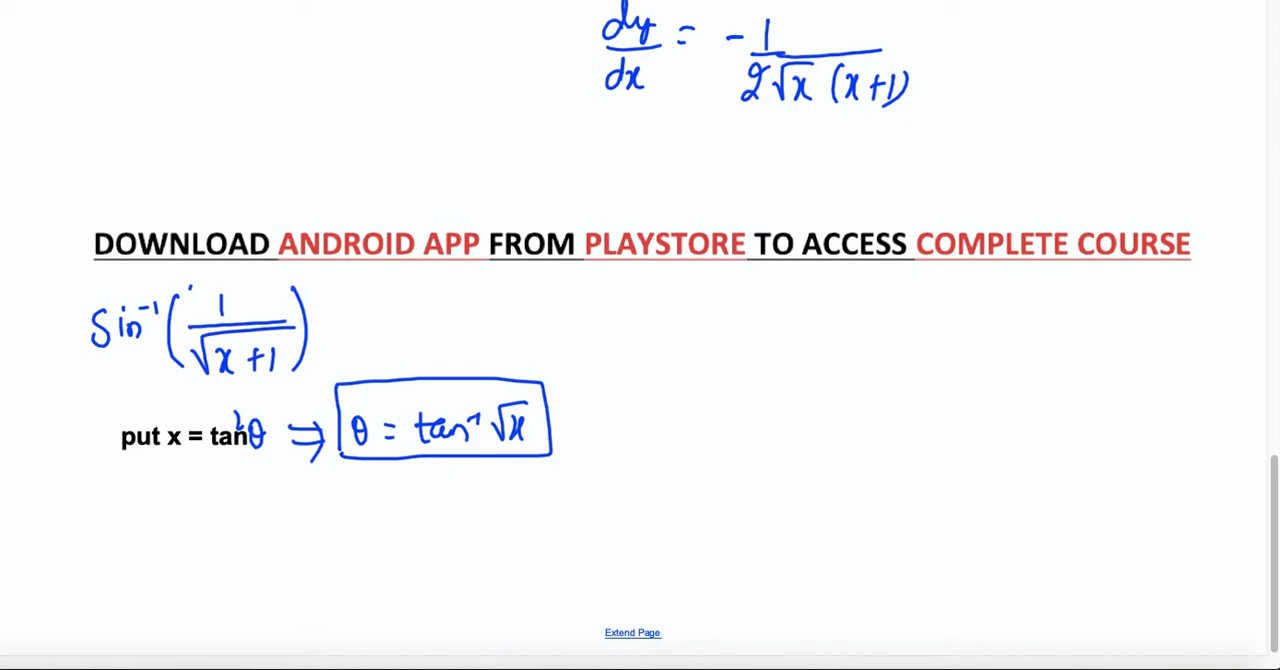 dy/dx = -1/(2√x (x+1))
DOWNLOAD ANDROID APP FROM PLAYSTORE TO ACCESS COMPLETE COURSE
Sin⁻¹(1/√(x+1))
put x = tan²θ ⇒ θ = tan⁻¹ √x
Extend Page